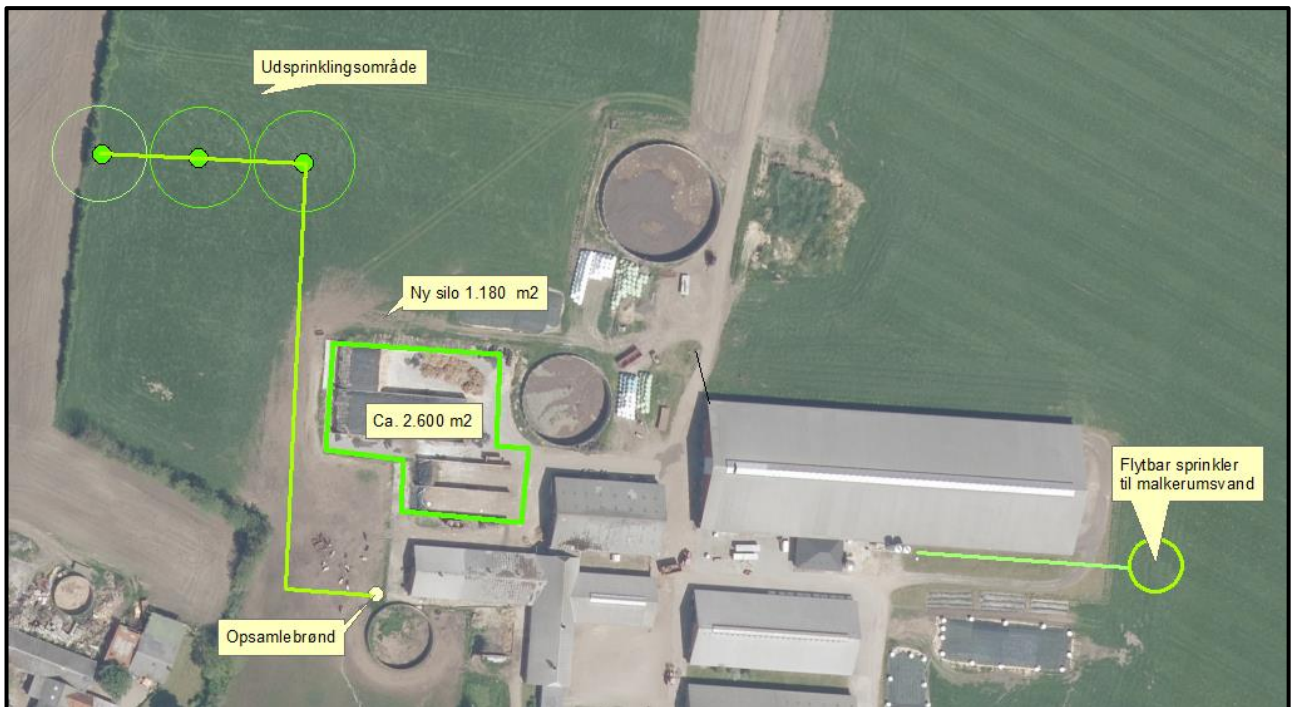 Udsprinklingsområde
Ny silo 1.180 m2
Ca. 2.600 m2
Flytbar sprinkler
til malkerumsvand
Opsamlebrønd